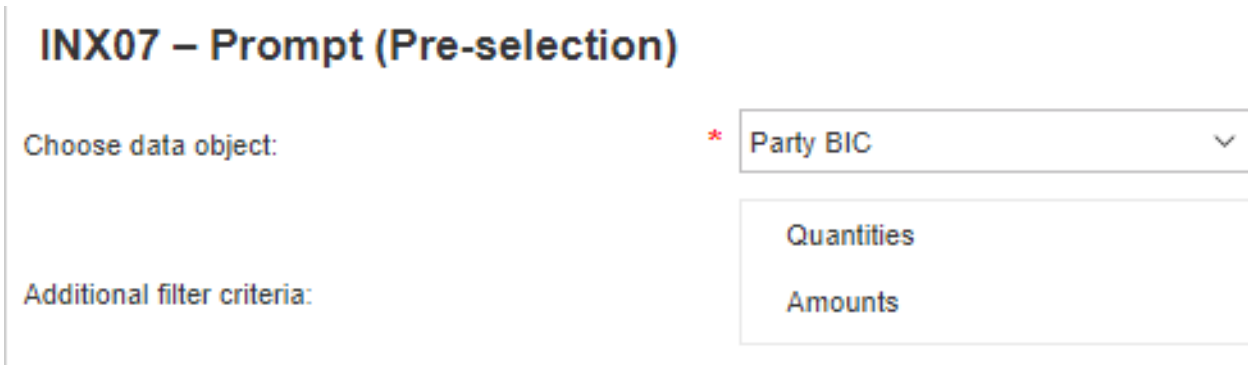 INX07 – Prompt (Pre-selection)
Choose data object:
* Party BIC
Quantities
Additional filter criteria:
Amounts